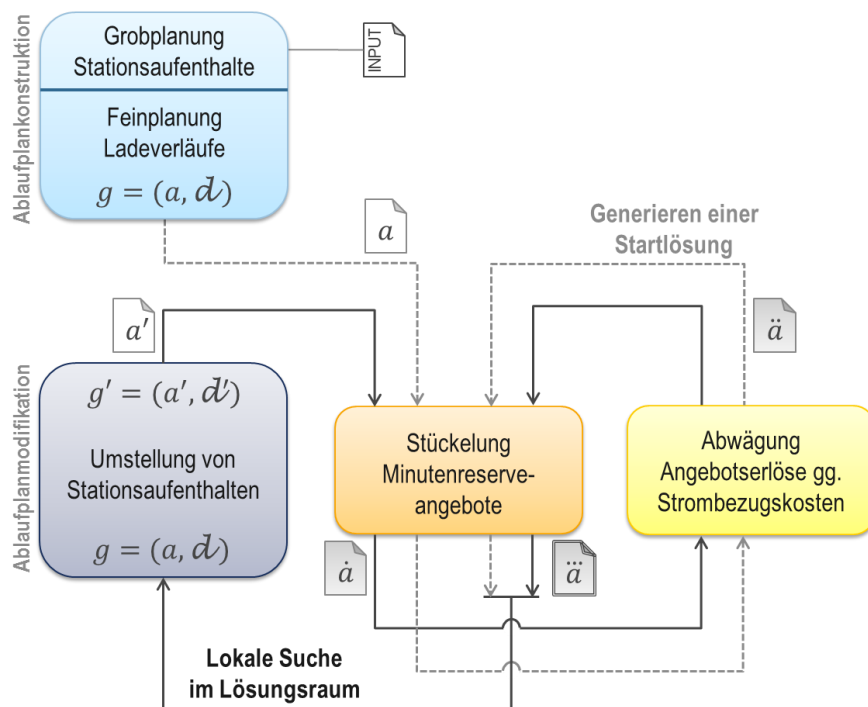 Ablaufplankonstruktion
Grobplanung
Stationsaufenthalte
INPUT
Feinplanung
Ladeverläufe
g = (a, d)
a
Generieren einer
Startlösung
a′
ä
Ablaufplanmodifikation
g′ = (a′, d′)
Umstellung von
Stationsaufenthalten
g = (a, d)
Stückelung
Minutenreserve-
angebote
Abwägung
Angebotserlöse gg.
Strombezugskosten
ȧ
a⃛
Lokale Suche
im Lösungsraum